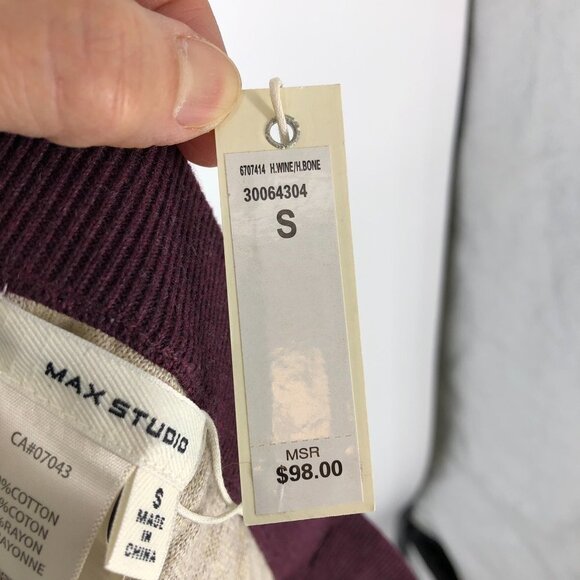 6707414 H.WINE/H.BONE
30064304
S
MSR
$98.00
MAX STUDIO
CA#07043
%COTTON
%COTON
%RAYON
RAYONNE
S
MADE
IN
CHINA